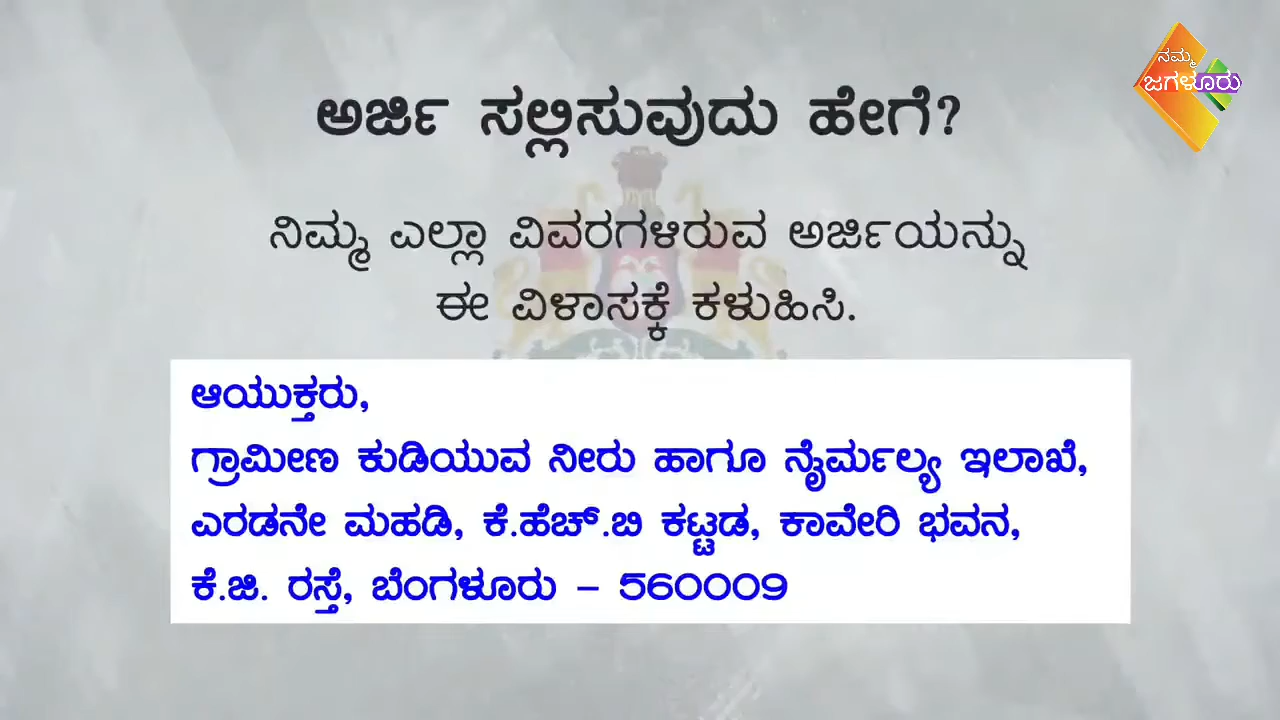 ನಮ್ಮ
ಜಗಳೂರು
ಅರ್ಜಿ ಸಲ್ಲಿಸುವುದು ಹೇಗೆ?
ನಿಮ್ಮ ಎಲ್ಲಾ ವಿವರಗಳಿರುವ ಅರ್ಜಿಯನ್ನು
ಈ ವಿಳಾಸಕ್ಕೆ ಕಳುಹಿಸಿ.
ಆಯುಕ್ತರು,
ಗ್ರಾಮೀಣ ಕುಡಿಯುವ ನೀರು ಹಾಗೂ ನೈರ್ಮಲ್ಯ ಇಲಾಖೆ,
ಎರಡನೇ ಮಹಡಿ, ಕೆ.ಹೆಚ್.ಬಿ ಕಟ್ಟಡ, ಕಾವೇರಿ ಭವನ,
ಕೆ.ಜಿ. ರಸ್ತೆ, ಬೆಂಗಳೂರು – 560009